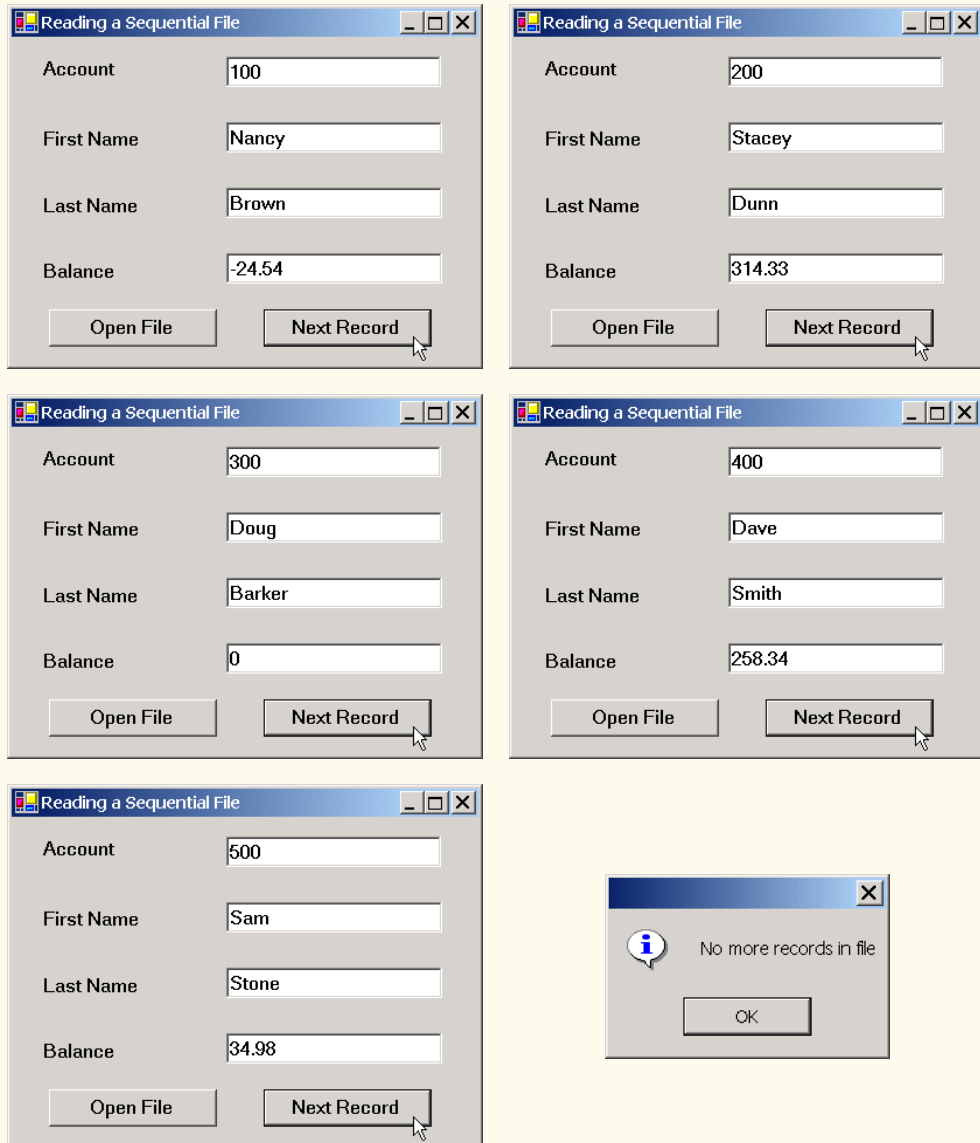 Reading a Sequential File
Account 100
First Name Nancy
Last Name Brown
Balance -24.54
Open File Next Record
Reading a Sequential File
Account 200
First Name Stacey
Last Name Dunn
Balance 314.33
Open File Next Record
Reading a Sequential File
Account 300
First Name Doug
Last Name Barker
Balance 0
Open File Next Record
Reading a Sequential File
Account 400
First Name Dave
Last Name Smith
Balance 258.34
Open File Next Record
Reading a Sequential File
Account 500
First Name Sam
Last Name Stone
Balance 34.98
Open File Next Record
No more records in file
OK